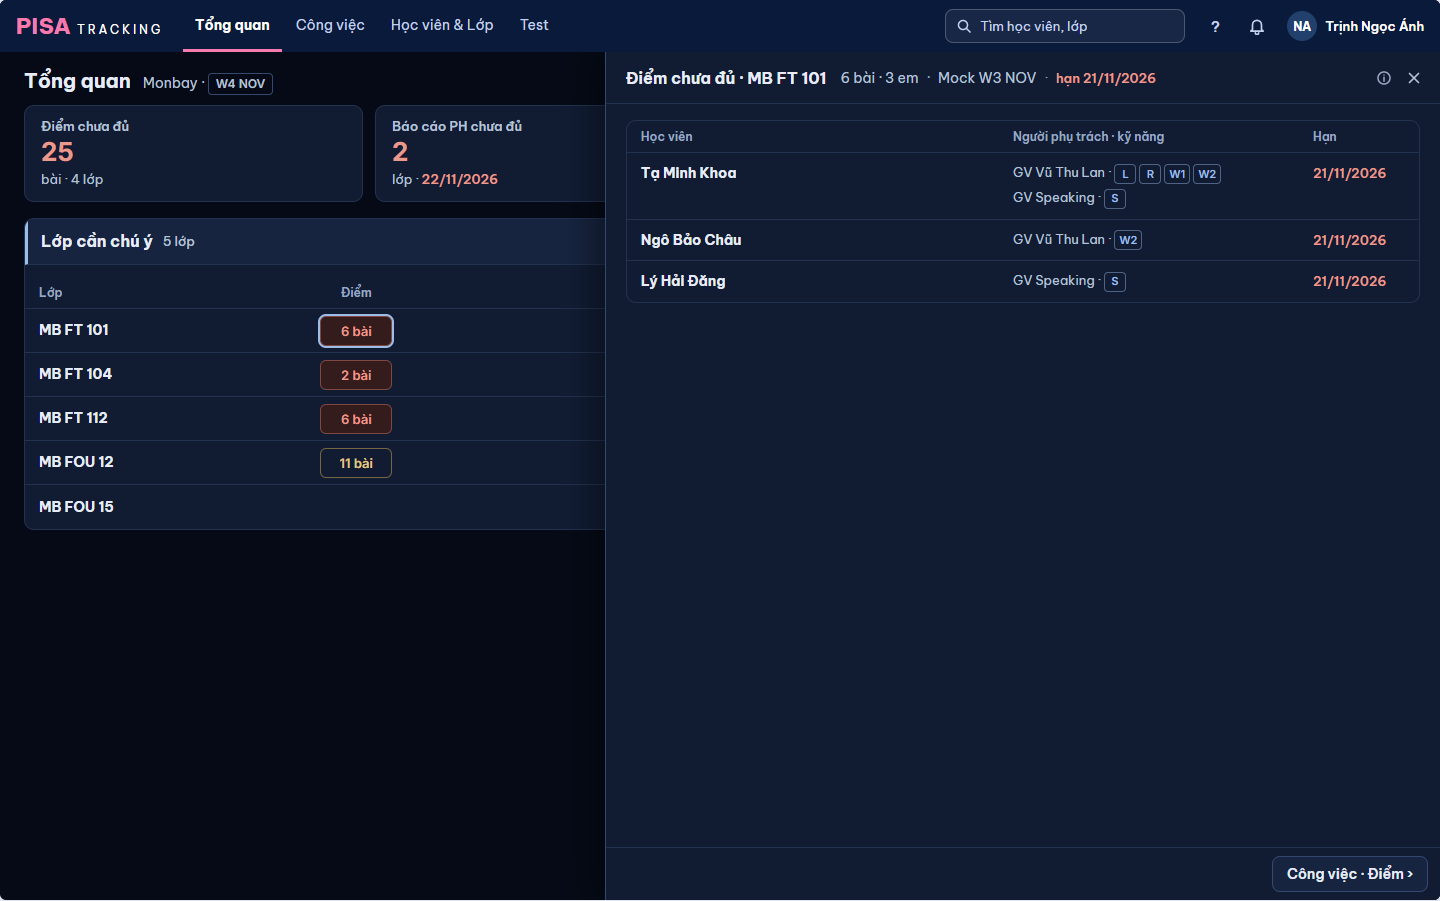 PISA TRACKING
Tổng quan
Công việc
Học viên & Lớp
Test
Tìm học viên, lớp
?
NA
Trịnh Ngọc Ánh
Tổng quan Monbay · W4 NOV
Điểm chưa đủ
25
bài · 4 lớp
Báo cáo PH chưa đủ
2
lớp · 22/11/2026
Lớp cần chú ý 5 lớp
Lớp Điểm
MB FT 101 6 bài
MB FT 104 2 bài
MB FT 112 6 bài
MB FOU 12 11 bài
MB FOU 15
Điểm chưa đủ · MB FT 101 6 bài · 3 em · Mock W3 NOV · hạn 21/11/2026
Học viên Người phụ trách · kỹ năng Hạn
Tạ Minh Khoa GV Vũ Thu Lan · L R W1 W2 21/11/2026
GV Speaking · S
Ngô Bảo Châu GV Vũ Thu Lan · W2 21/11/2026
Lý Hải Đăng GV Speaking · S 21/11/2026
Công việc · Điểm ›